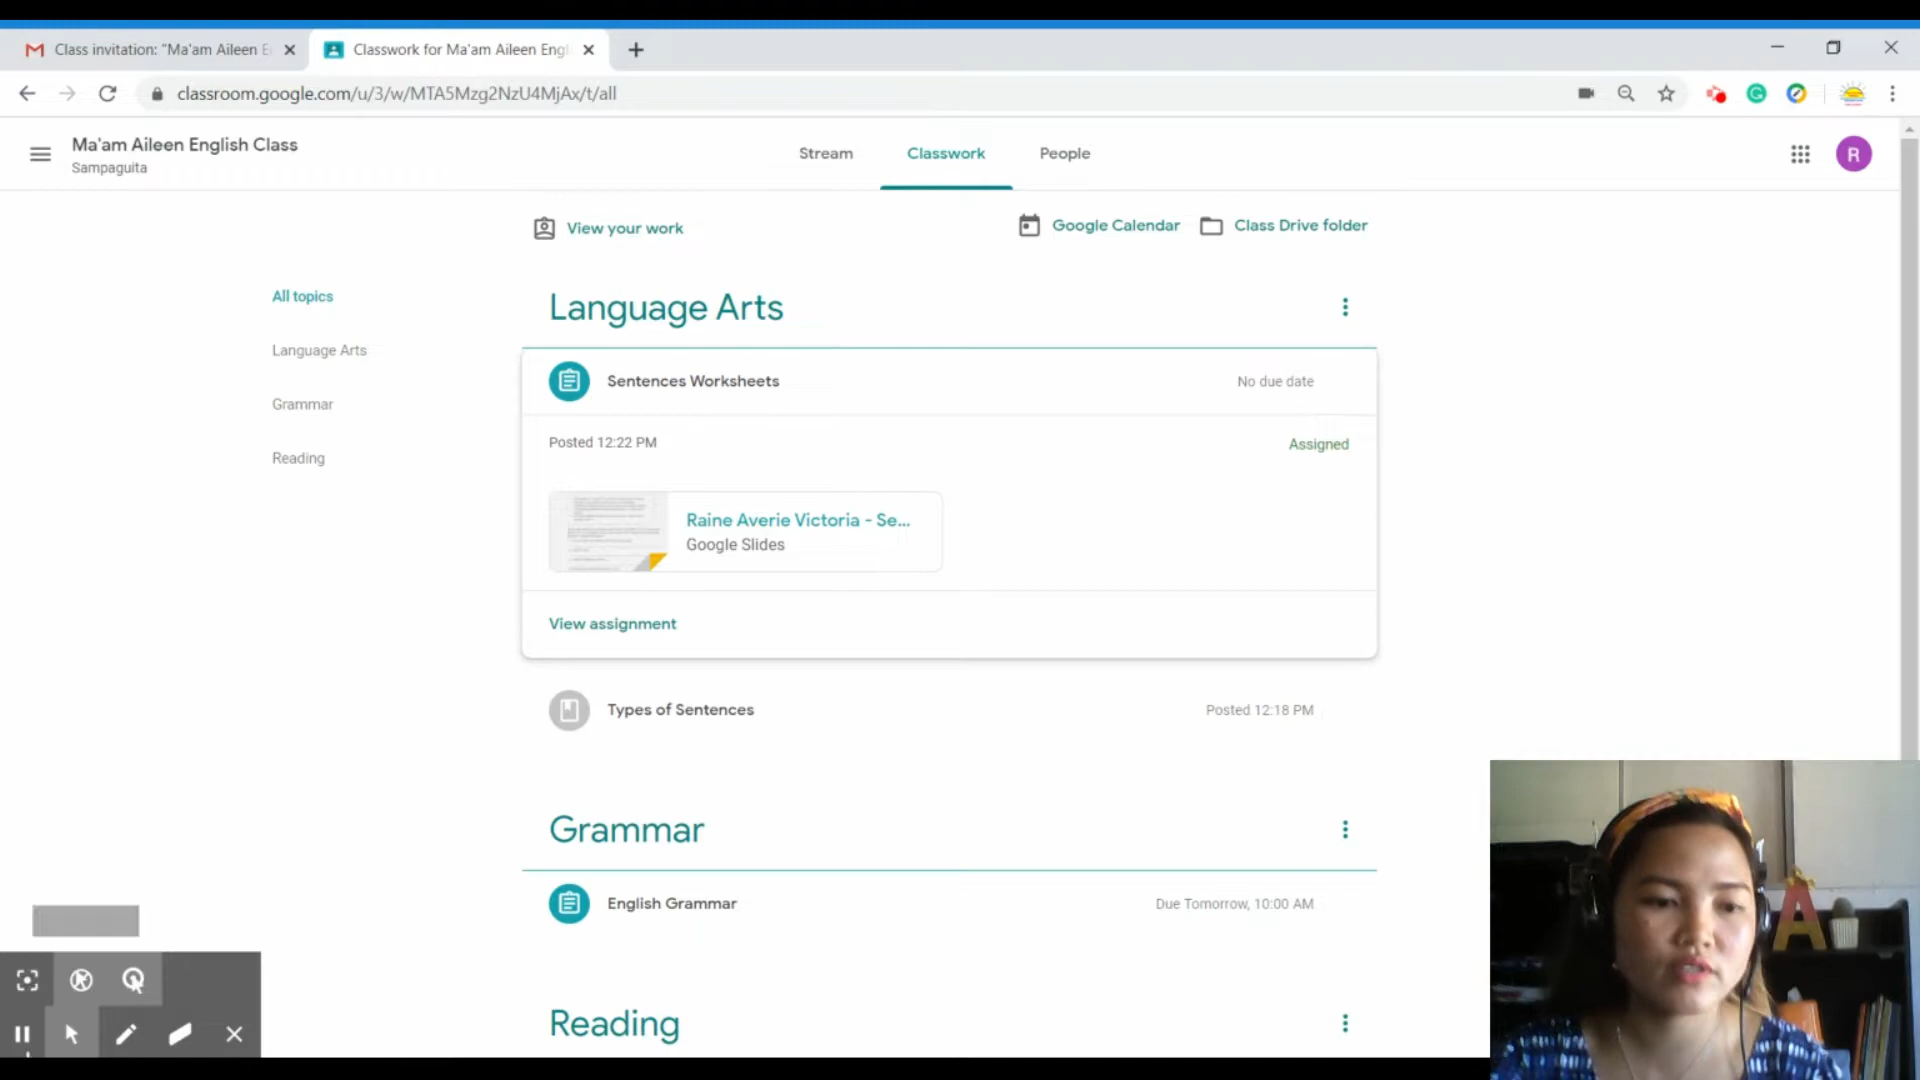 Class invitation: "Ma'am Aileen E
Classwork for Ma'am Aileen Engl
classroom.google.com/u/3/w/MTA5Mzg2NzU4MjAx/t/all
Ma'am Aileen English Class
Sampaguita
Stream
Classwork
People
R
View your work
Google Calendar
Class Drive folder
All topics
Language Arts
Grammar
Reading
Language Arts
Sentences Worksheets
No due date
Posted 12:22 PM
Assigned
Raine Averie Victoria - Se...
Google Slides
View assignment
Types of Sentences
Posted 12:18 PM
Grammar
English Grammar
Due Tomorrow, 10:00 AM
Reading
A